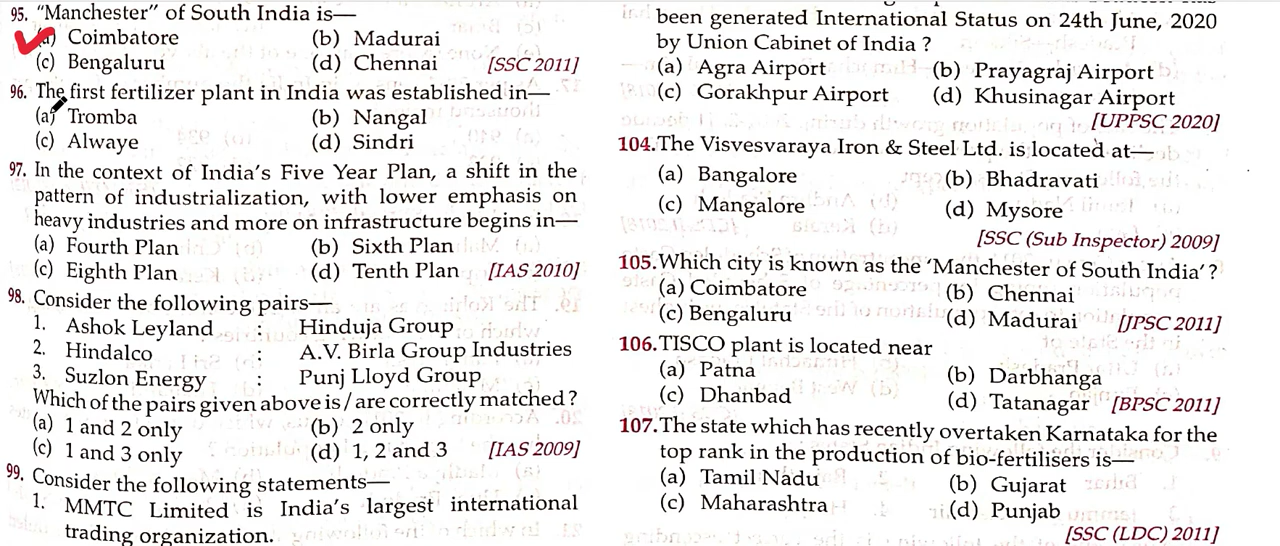 95. "Manchester" of South India is—
(a) Coimbatore (b) Madurai
(c) Bengaluru (d) Chennai [SSC 2011]
96. The first fertilizer plant in India was established in—
(a) Tromba (b) Nangal
(c) Alwaye (d) Sindri
97. In the context of India's Five Year Plan, a shift in the
pattern of industrialization, with lower emphasis on
heavy industries and more on infrastructure begins in—
(a) Fourth Plan (b) Sixth Plan
(c) Eighth Plan (d) Tenth Plan [IAS 2010]
98. Consider the following pairs—
1. Ashok Leyland : Hinduja Group
2. Hindalco : A.V. Birla Group Industries
3. Suzlon Energy : Punj Lloyd Group
Which of the pairs given above is/are correctly matched?
(a) 1 and 2 only (b) 2 only
(c) 1 and 3 only (d) 1, 2 and 3 [IAS 2009]
99. Consider the following statements—
1. MMTC Limited is India's largest international
trading organization.
been generated International Status on 24th June, 2020
by Union Cabinet of India ?
(a) Agra Airport (b) Prayagraj Airport
(c) Gorakhpur Airport (d) Khusinagar Airport
[UPPSC 2020]
104. The Visvesvaraya Iron & Steel Ltd. is located at—
(a) Bangalore (b) Bhadravati
(c) Mangalore (d) Mysore
[SSC (Sub Inspector) 2009]
105. Which city is known as the 'Manchester of South India'?
(a) Coimbatore (b) Chennai
(c) Bengaluru (d) Madurai [JPSC 2011]
106. TISCO plant is located near
(a) Patna (b) Darbhanga
(c) Dhanbad (d) Tatanagar [BPSC 2011]
107. The state which has recently overtaken Karnataka for the
top rank in the production of bio-fertilisers is—
(a) Tamil Nadu (b) Gujarat
(c) Maharashtra (d) Punjab
[SSC (LDC) 2011]